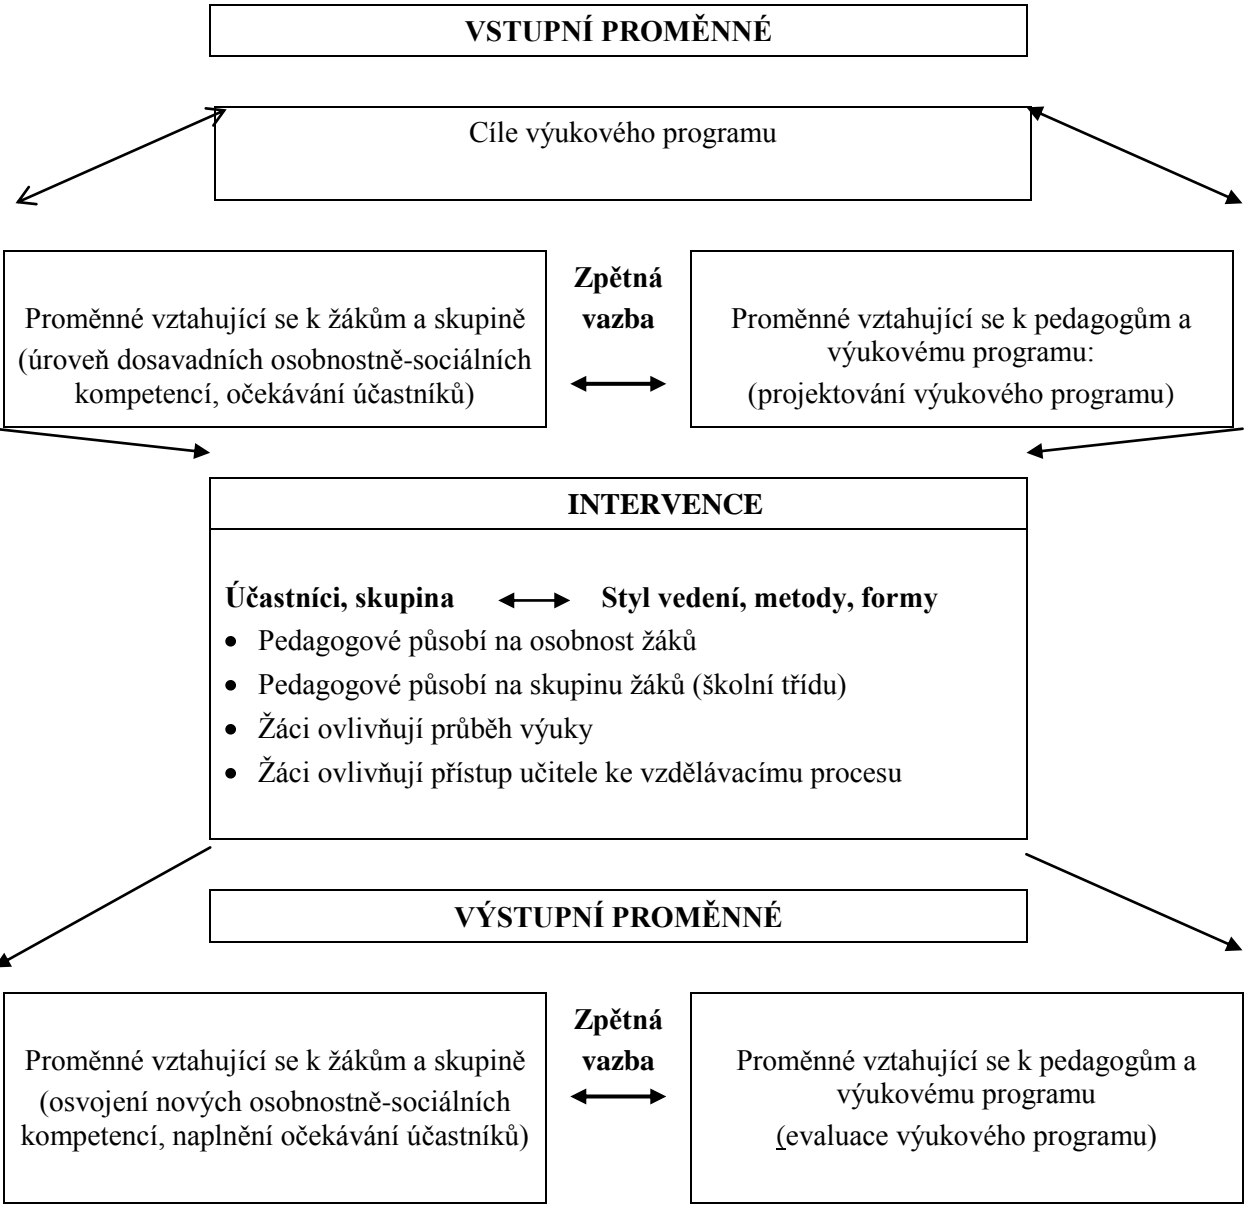 VSTUPNÍ PROMĚNNÉ
Cíle výukového programu
Proměnné vztahující se k žákům a skupině
(úroveň dosavadních osobnostně-sociálních
kompetencí, očekávání účastníků)
Zpětná
vazba
Proměnné vztahující se k pedagogům a
výukovému programu:
(projektování výukového programu)
INTERVENCE
Účastníci, skupina Styl vedení, metody, formy
• Pedagogové působí na osobnost žáků
• Pedagogové působí na skupinu žáků (školní třídu)
• Žáci ovlivňují průběh výuky
• Žáci ovlivňují přístup učitele ke vzdělávacímu procesu
VÝSTUPNÍ PROMĚNNÉ
Proměnné vztahující se k žákům a skupině
(osvojení nových osobnostně-sociálních
kompetencí, naplnění očekávání účastníků)
Zpětná
vazba
Proměnné vztahující se k pedagogům a
výukovému programu
(evaluace výukového programu)